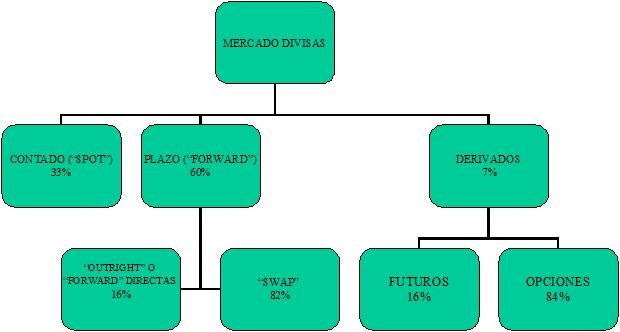 MERCADO DIVISAS
CONTADO (“SPOT”)
33%
PLAZO (“FORWARD”)
60%
DERIVADOS
7%
“OUTRIGHT” O
“FORWARD” DIRECTAS
16%
“SWAP”
82%
FUTUROS
16%
OPCIONES
84%